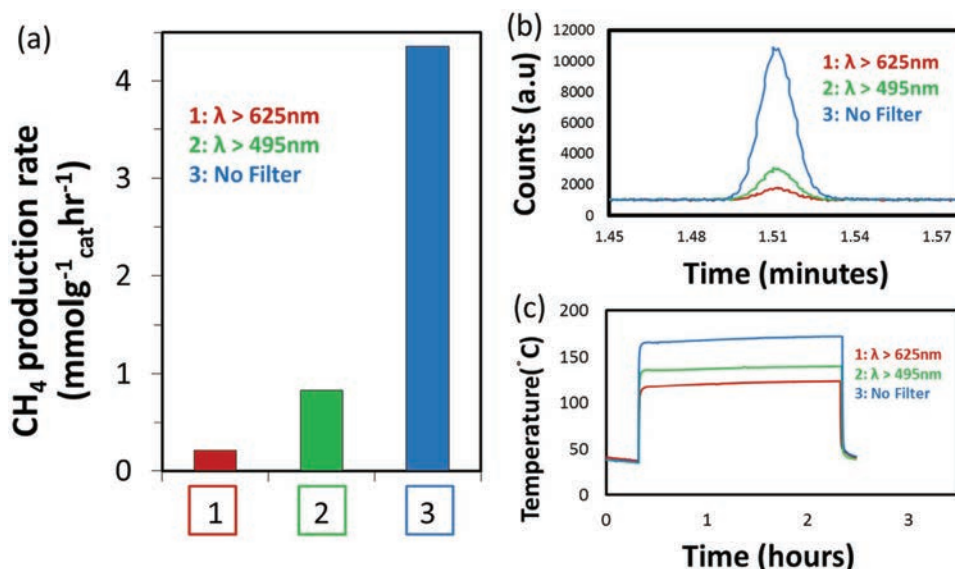 (a)
CH₄ production rate
(mmolg⁻¹cat hr⁻¹)
4
3
2
1
0
1: λ > 625nm
2: λ > 495nm
3: No Filter
1
2
3
(b)
Counts (a.u)
12000
10000
8000
6000
4000
2000
0
1: λ > 625nm
2: λ > 495nm
3: No Filter
1.45
1.48
1.51
1.54
1.57
Time (minutes)
(c)
Temperature(°C)
200
150
100
50
0
1: λ > 625nm
2: λ > 495nm
3: No Filter
0
1
2
3
Time (hours)